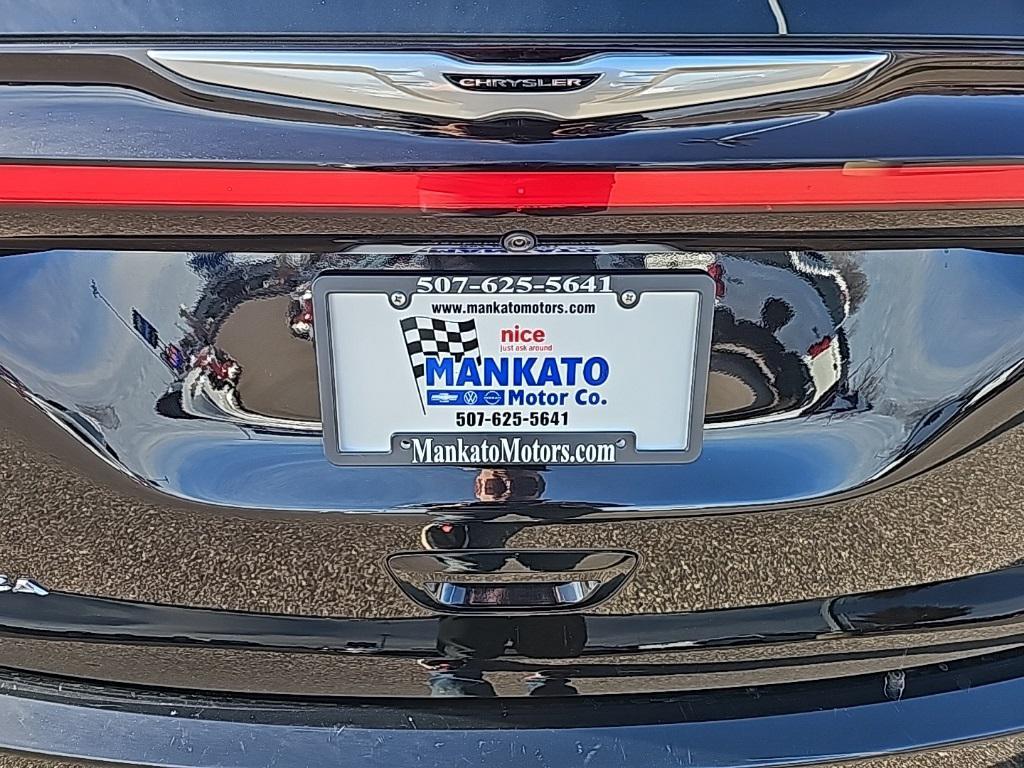 CHRYSLER
507-625-5641
www.mankatomotors.com
nice
just ask around
MANKATO
Motor Co.
507-625-5641
MankatoMotors.com